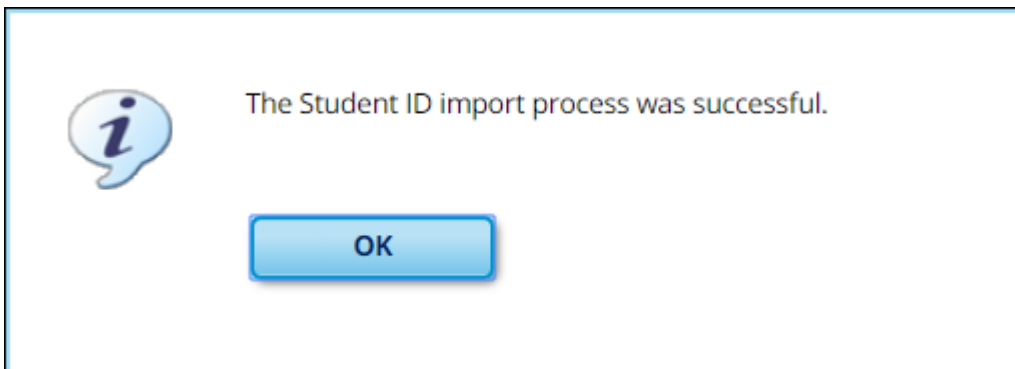 The Student ID import process was successful.
OK